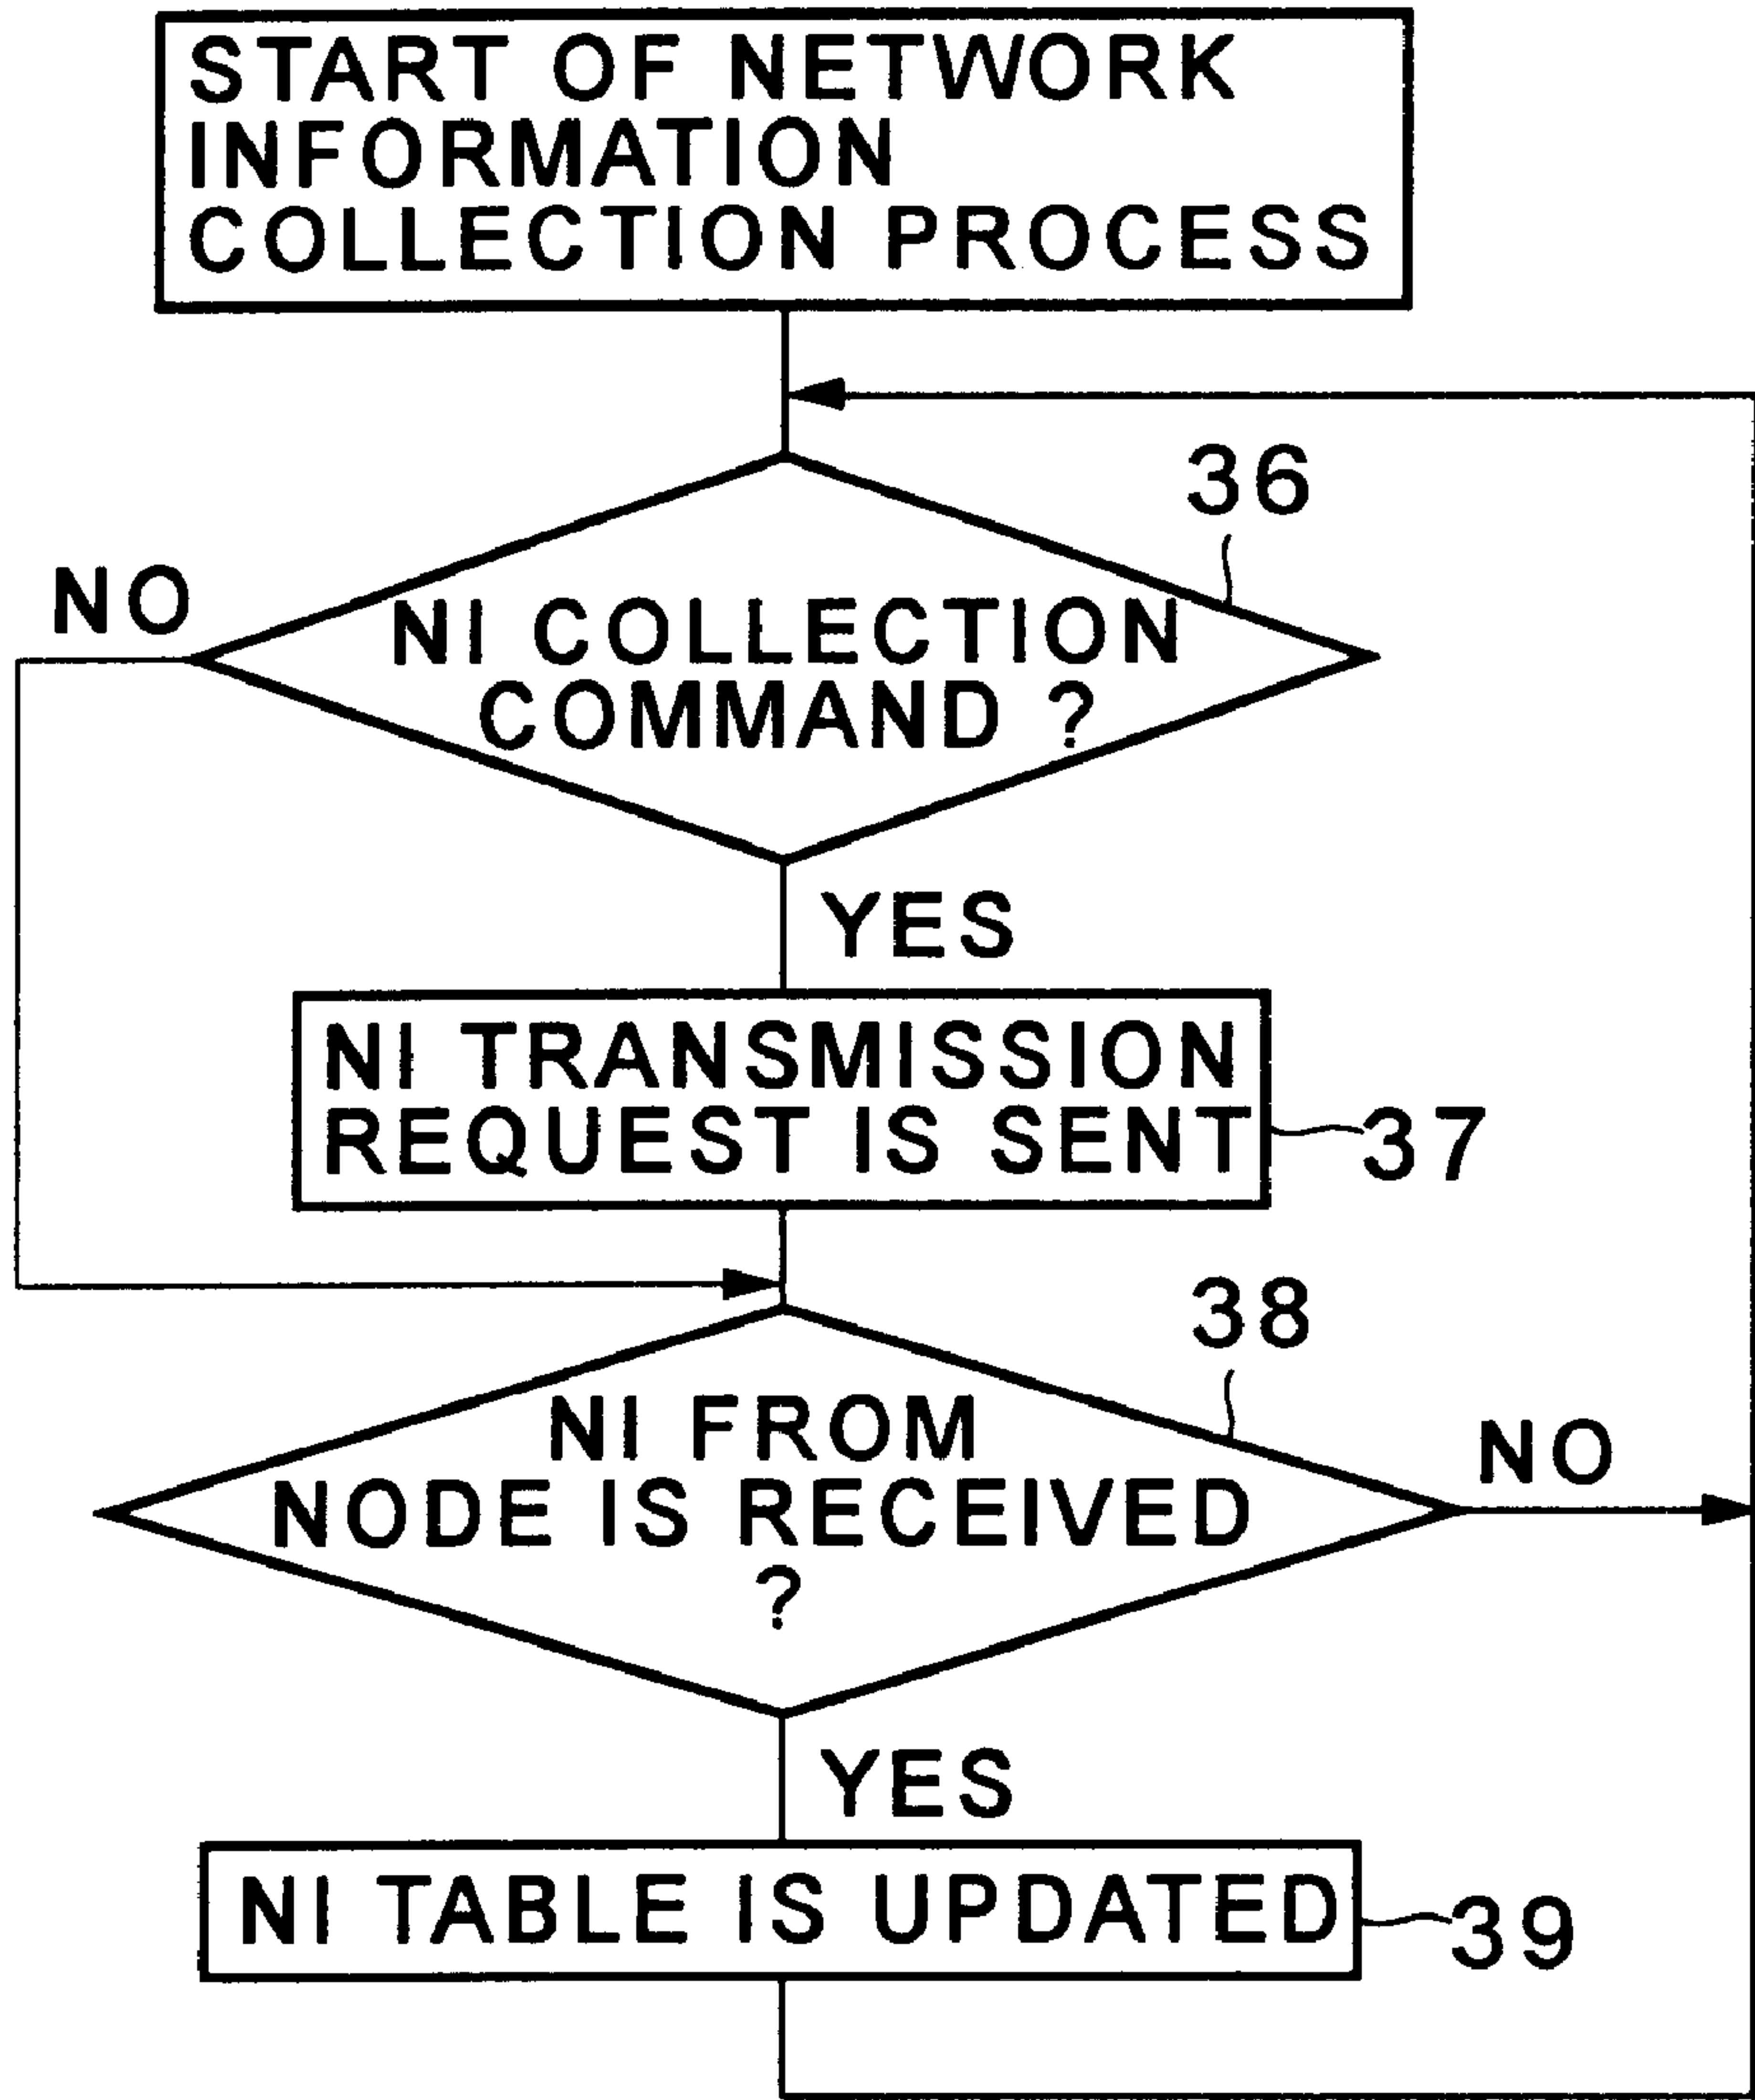 START OF NETWORK
INFORMATION
COLLECTION PROCESS
36
NO
NI COLLECTION
COMMAND ?
YES
NI TRANSMISSION
REQUEST IS SENT
37
38
NI FROM
NO
NODE IS RECEIVED
?
YES
NI TABLE IS UPDATED
39